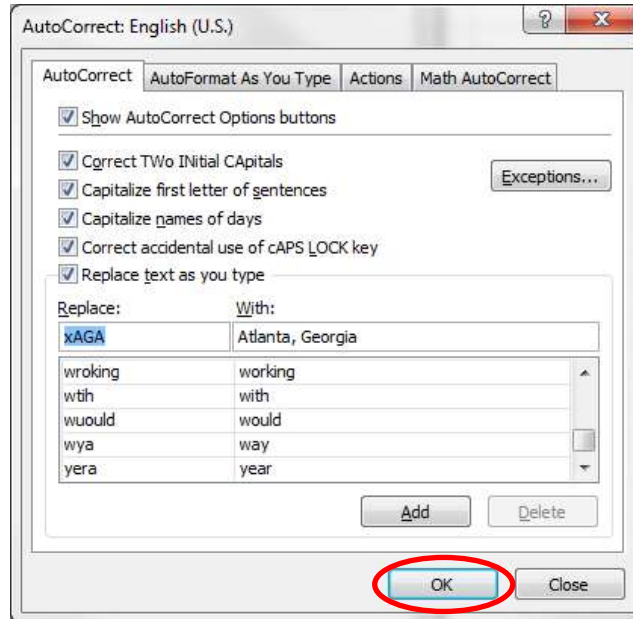 AutoCorrect: English (U.S.)
AutoCorrect AutoFormat As You Type Actions Math AutoCorrect
Show AutoCorrect Options buttons
Correct TWo INitial CApitals
Exceptions...
Capitalize first letter of sentences
Capitalize names of days
Correct accidental use of cAPS LOCK key
Replace text as you type
Replace: With:
xAGA Atlanta, Georgia
wroking working
wtih with
wuould would
wya way
yera year
Add Delete
OK Close